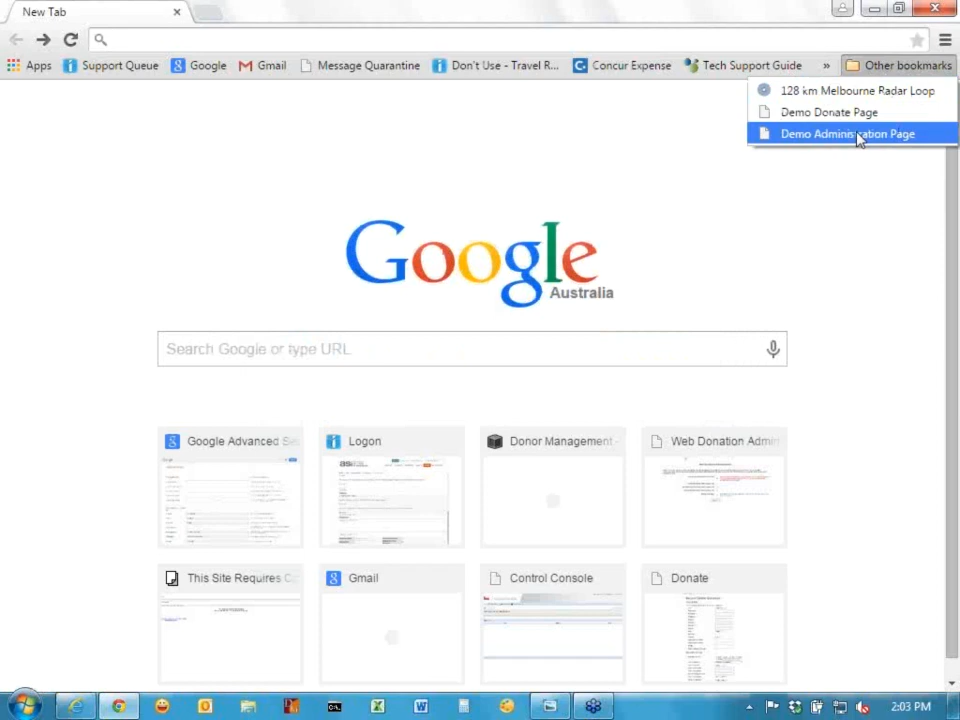 New Tab
Apps Support Queue Google Gmail Message Quarantine Don't Use - Travel R... Concur Expense Tech Support Guide » Other bookmarks
128 km Melbourne Radar Loop
Demo Donate Page
Demo Administration Page
Google
Australia
Search Google or type URL
Google Advanced Se
Logon
Donor Management -
Web Donation Admin
This Site Requires C
Gmail
Control Console
Donate
2:03 PM